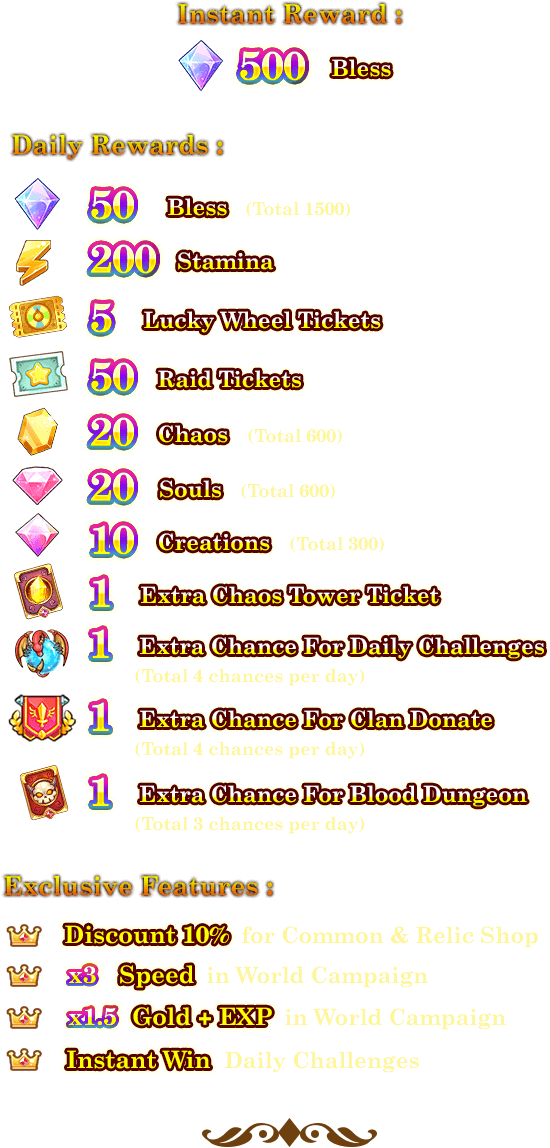 Instant Reward :
500 Bless
Daily Rewards :
50 Bless (Total 1500)
200 Stamina
5 Lucky Wheel Tickets
50 Raid Tickets
20 Chaos (Total 600)
20 Souls (Total 600)
10 Creations (Total 300)
1 Extra Chaos Tower Ticket
1 Extra Chance For Daily Challenges
(Total 4 chances per day)
1 Extra Chance For Clan Donate
(Total 4 chances per day)
1 Extra Chance For Blood Dungeon
(Total 3 chances per day)
Exclusive Features :
Discount 10% for Common & Relic Shop
x3 Speed in World Campaign
x1.5 Gold + EXP in World Campaign
Instant Win Daily Challenges